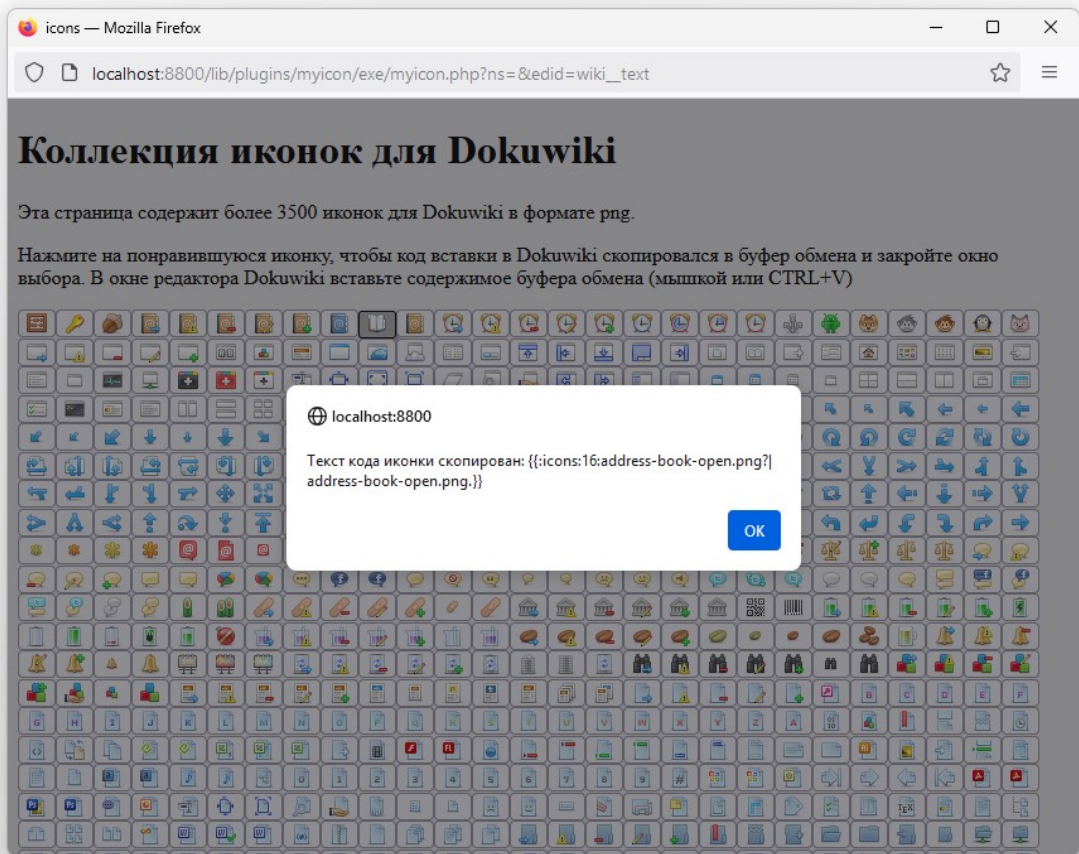 icons — Mozilla Firefox
localhost:8800/lib/plugins/myicon/exe/myicon.php?ns=&edid=wiki__text
Коллекция иконок для Dokuwiki
Эта страница содержит более 3500 иконок для Dokuwiki в формате png.
Нажмите на понравившуюся иконку, чтобы код вставки в Dokuwiki скопировался в буфер обмена и закройте окно
выбора. В окне редактора Dokuwiki вставьте содержимое буфера обмена (мышкой или CTRL+V)
localhost:8800
Текст кода иконки скопирован: {{:icons:16:address-book-open.png?|
address-book-open.png.}}
OK